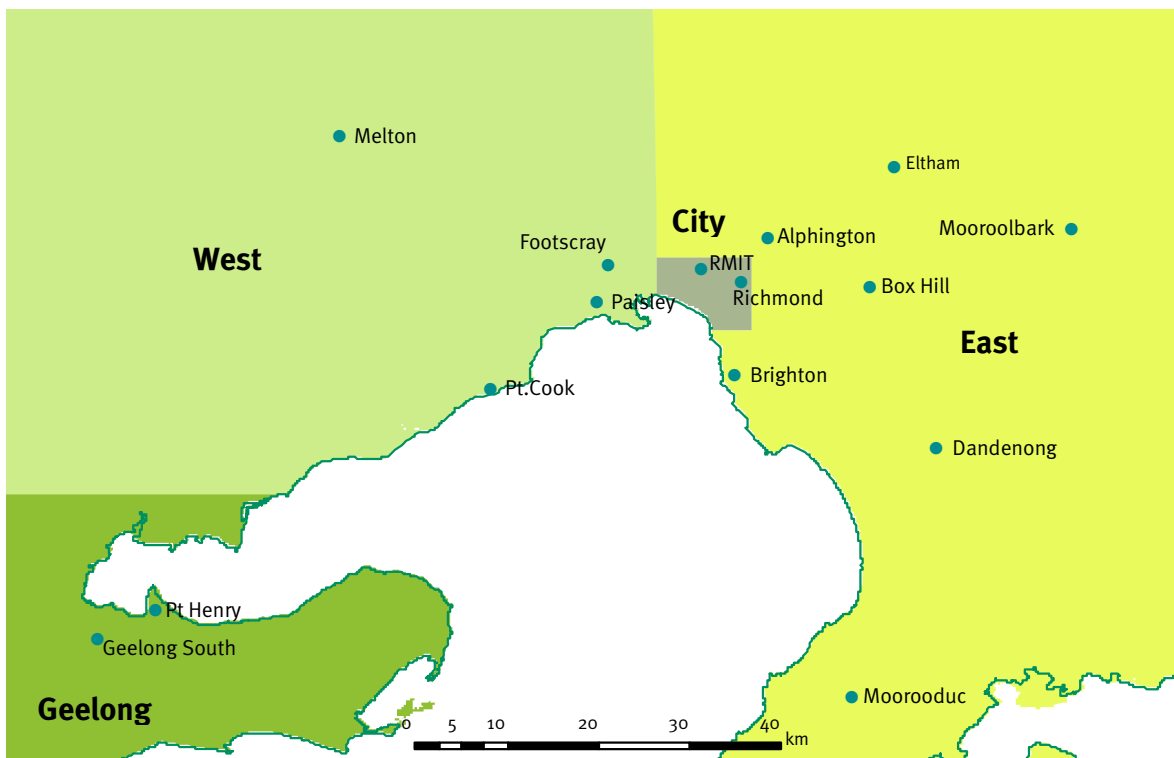 Melton
Eltham
City
Mooroolbark
Alphington
Footscray
West
RMIT
Box Hill
Richmond
Paisley
East
Brighton
Pt.Cook
Dandenong
Pt Henry
Geelong South
Moorooduc
Geelong
0 5 10 20 30 40
km